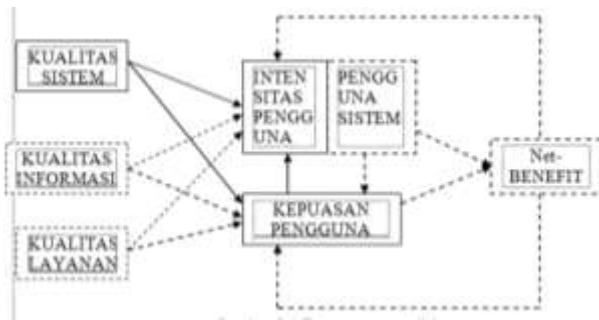 KUALITAS
SISTEM
INTEN
SITAS
PENGG
UNA
PENGG
UNA
SISTEM
KUALITAS
INFORMASI
Net-
BENEFIT
KEPUASAN
PENGGUNA
KUALITAS
LAYANAN